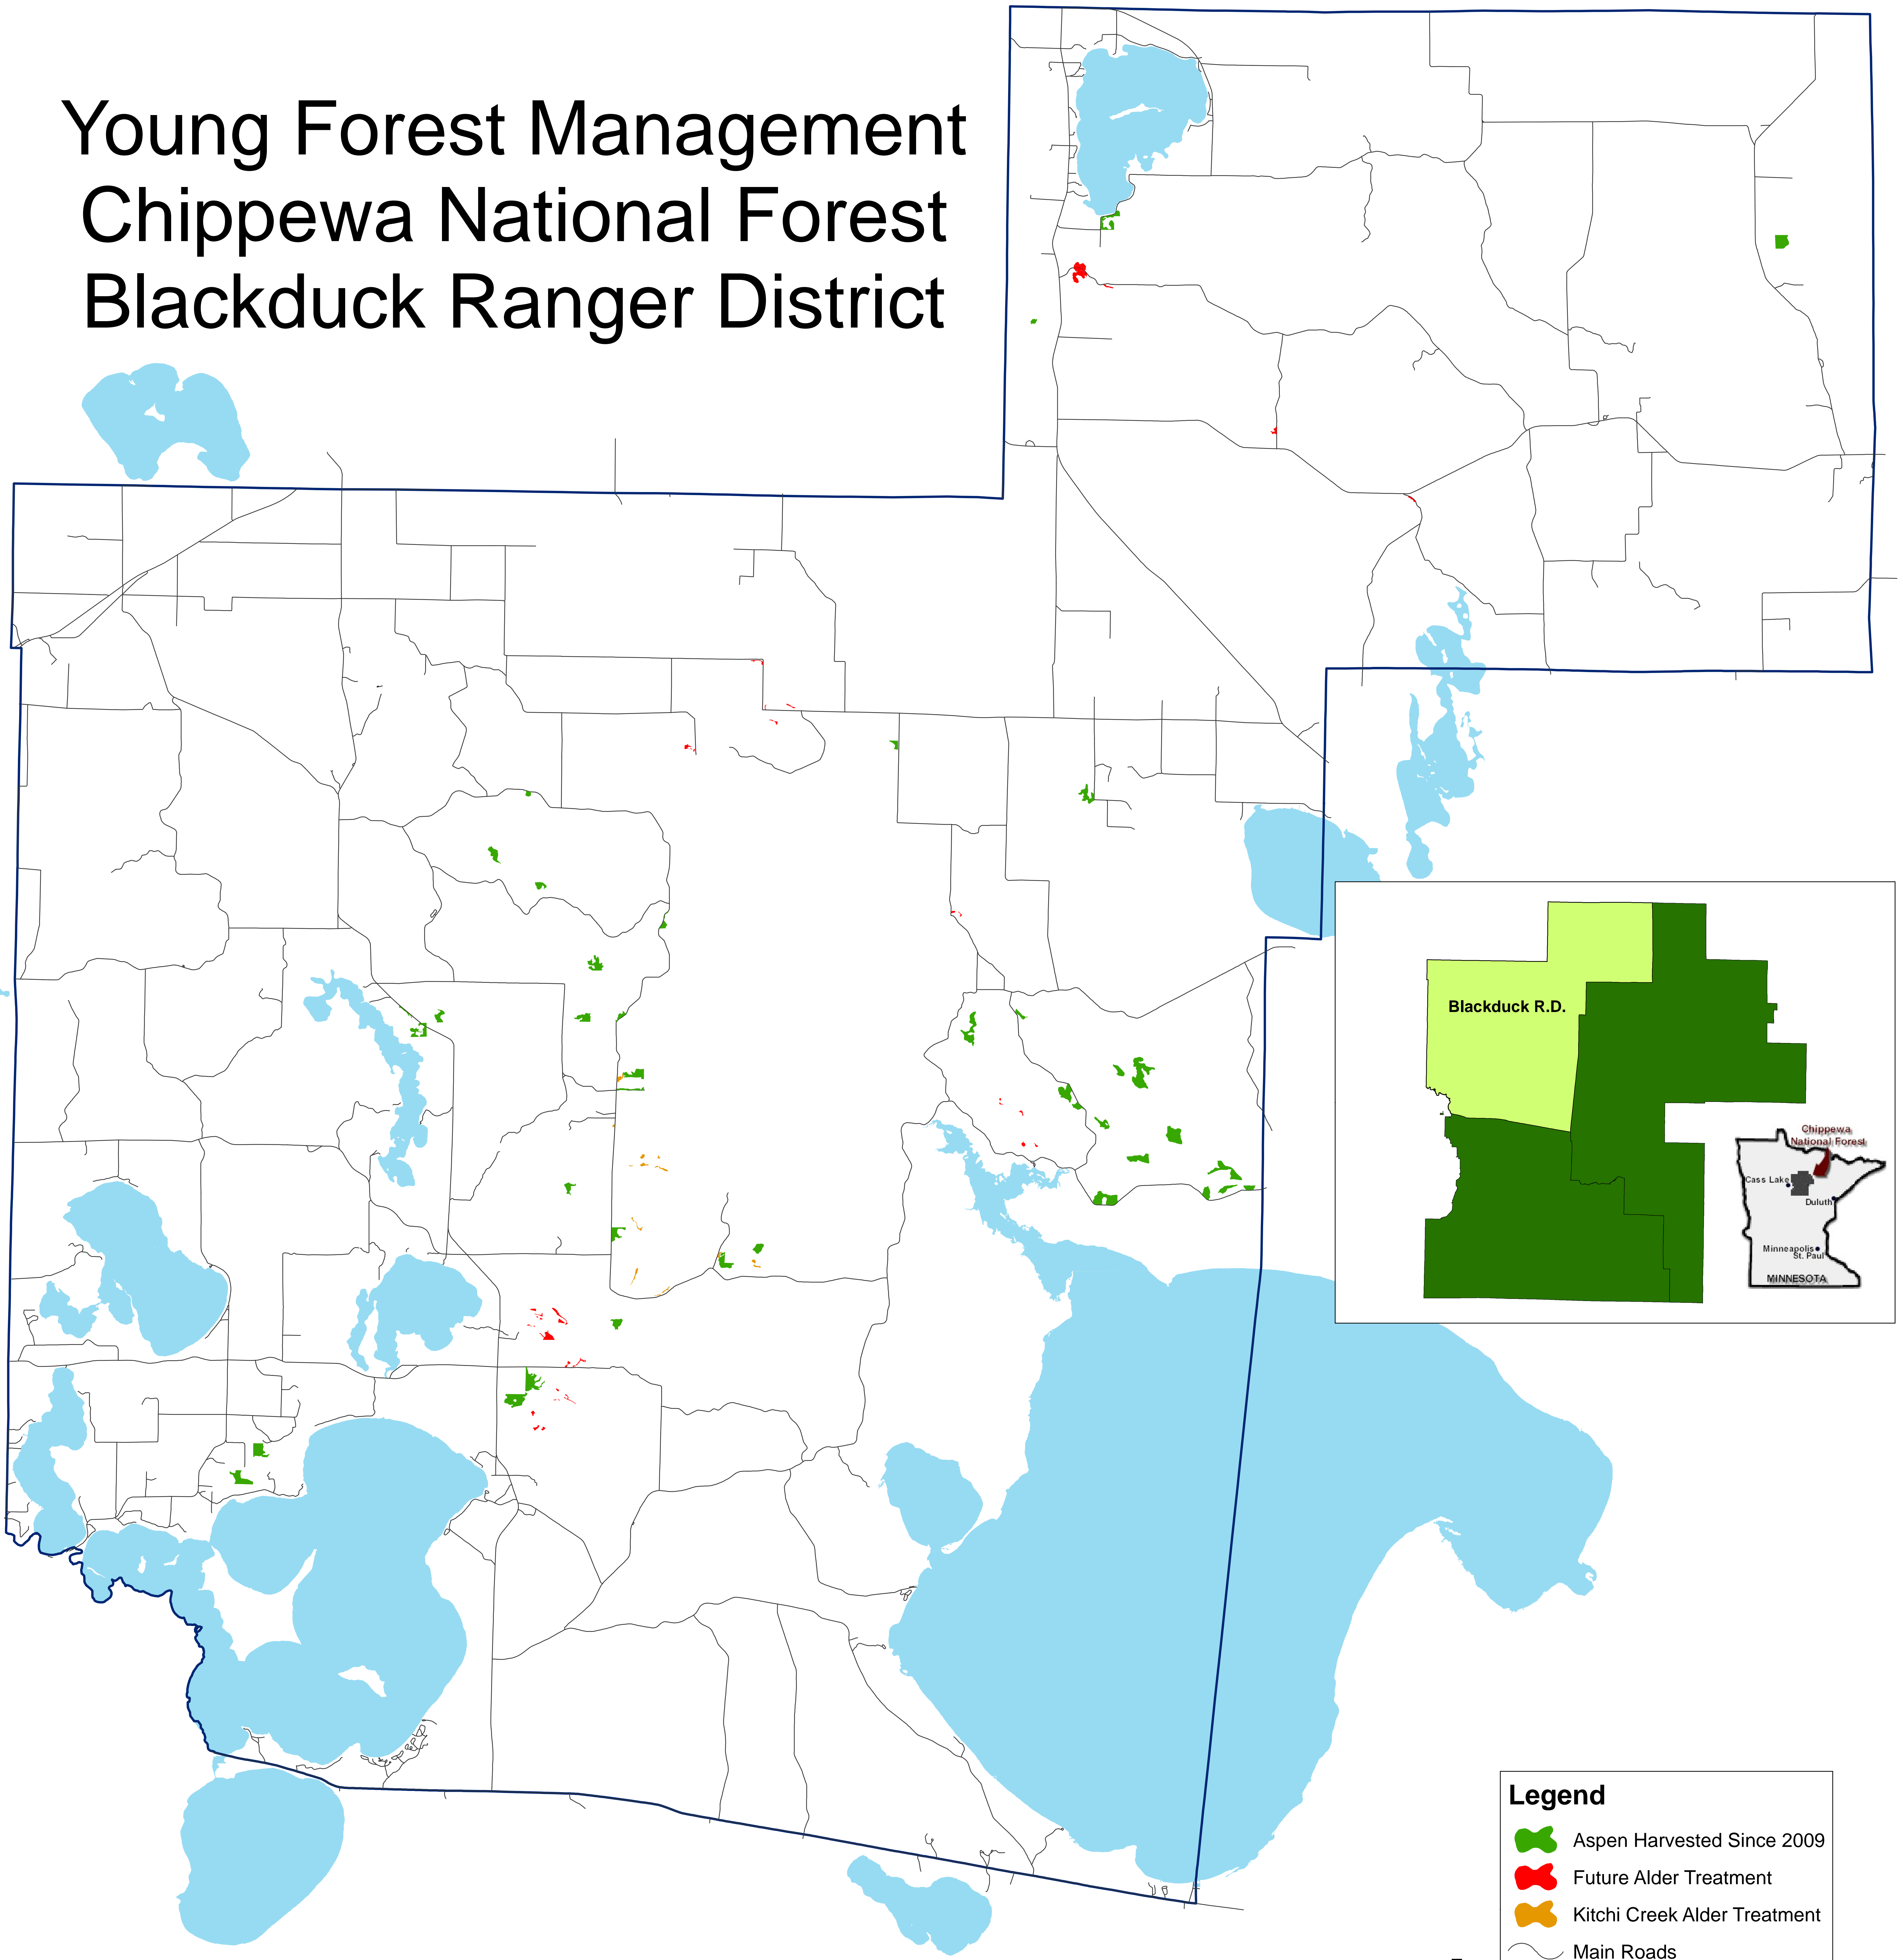 Young Forest Management
Chippewa National Forest
Blackduck Ranger District
Blackduck R.D.
Chippewa
National Forest
Cass Lake
Duluth
Minneapolis
St. Paul
MINNESOTA
Legend
Aspen Harvested Since 2009
Future Alder Treatment
Kitchi Creek Alder Treatment
Main Roads